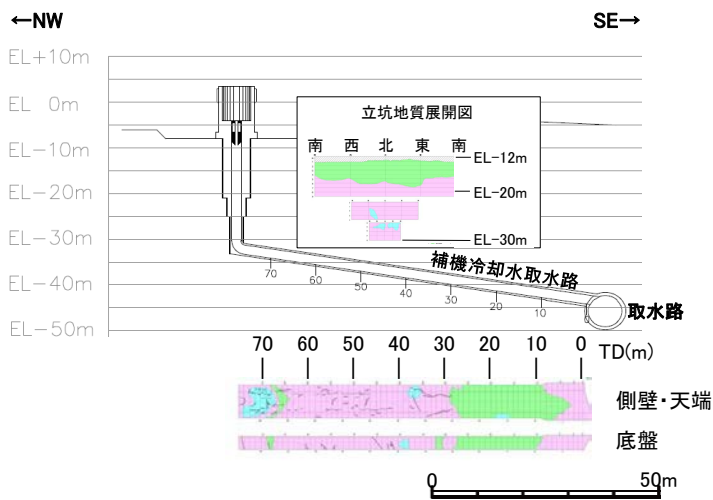 ←NW
SE→
EL+10m
EL 0m
EL-10m
EL-20m
EL-30m
EL-40m
EL-50m
立坑地質展開図
南 西 北 東 南
EL-12m
EL-20m
EL-30m
補機冷却水取水路
70 60 50 40 30 20 10
取水路
70 60 50 40 30 20 10 0 TD(m)
側壁・天端
底盤
0 50m